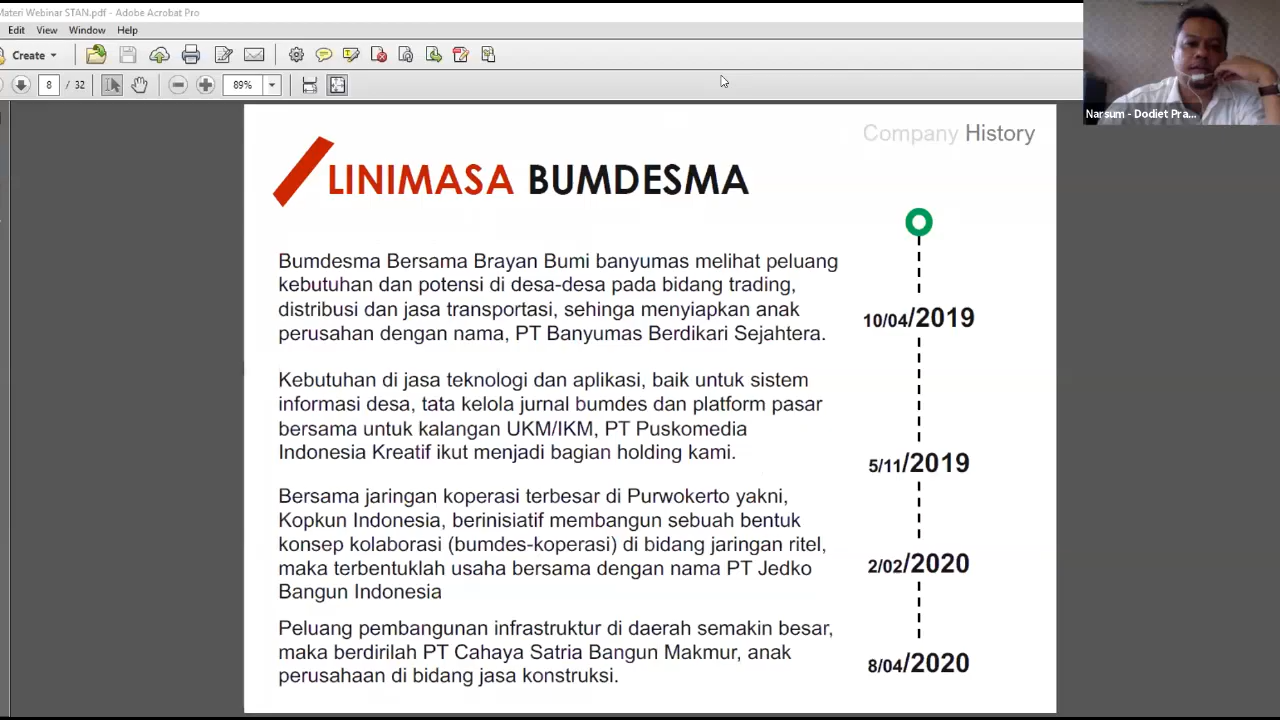 Materi Webinar STAN.pdf - Adobe Acrobat Pro
Edit View Window Help
Create
8 / 32 89%
Narsum - Dodiet Pra...
Company History
LINIMASA BUMDESMA
Bumdesma Bersama Brayan Bumi banyumas melihat peluang
kebutuhan dan potensi di desa-desa pada bidang trading,
distribusi dan jasa transportasi, sehinga menyiapkan anak
perusahan dengan nama, PT Banyumas Berdikari Sejahtera.
10/04/2019
Kebutuhan di jasa teknologi dan aplikasi, baik untuk sistem
informasi desa, tata kelola jurnal bumdes dan platform pasar
bersama untuk kalangan UKM/IKM, PT Puskomedia
Indonesia Kreatif ikut menjadi bagian holding kami.
5/11/2019
Bersama jaringan koperasi terbesar di Purwokerto yakni,
Kopkun Indonesia, berinisiatif membangun sebuah bentuk
konsep kolaborasi (bumdes-koperasi) di bidang jaringan ritel,
maka terbentuklah usaha bersama dengan nama PT Jedko
Bangun Indonesia
2/02/2020
Peluang pembangunan infrastruktur di daerah semakin besar,
maka berdirilah PT Cahaya Satria Bangun Makmur, anak
perusahaan di bidang jasa konstruksi.
8/04/2020